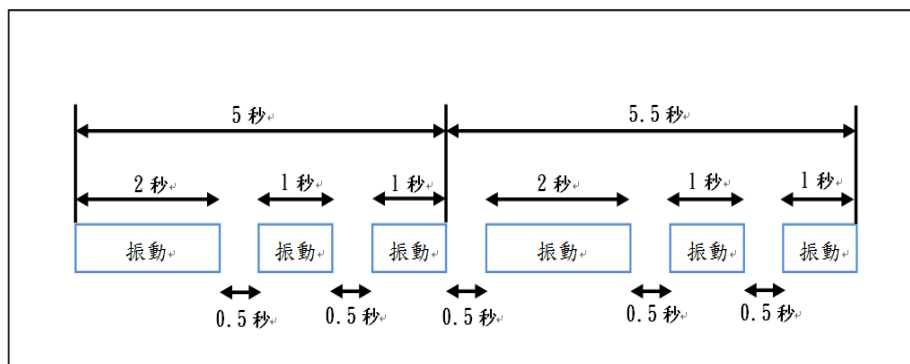 5 秒 5.5 秒
2 秒 1 秒 1 秒 2 秒 1 秒 1 秒
振動 振動 振動 振動 振動 振動
0.5 秒 0.5 秒 0.5 秒 0.5 秒 0.5 秒